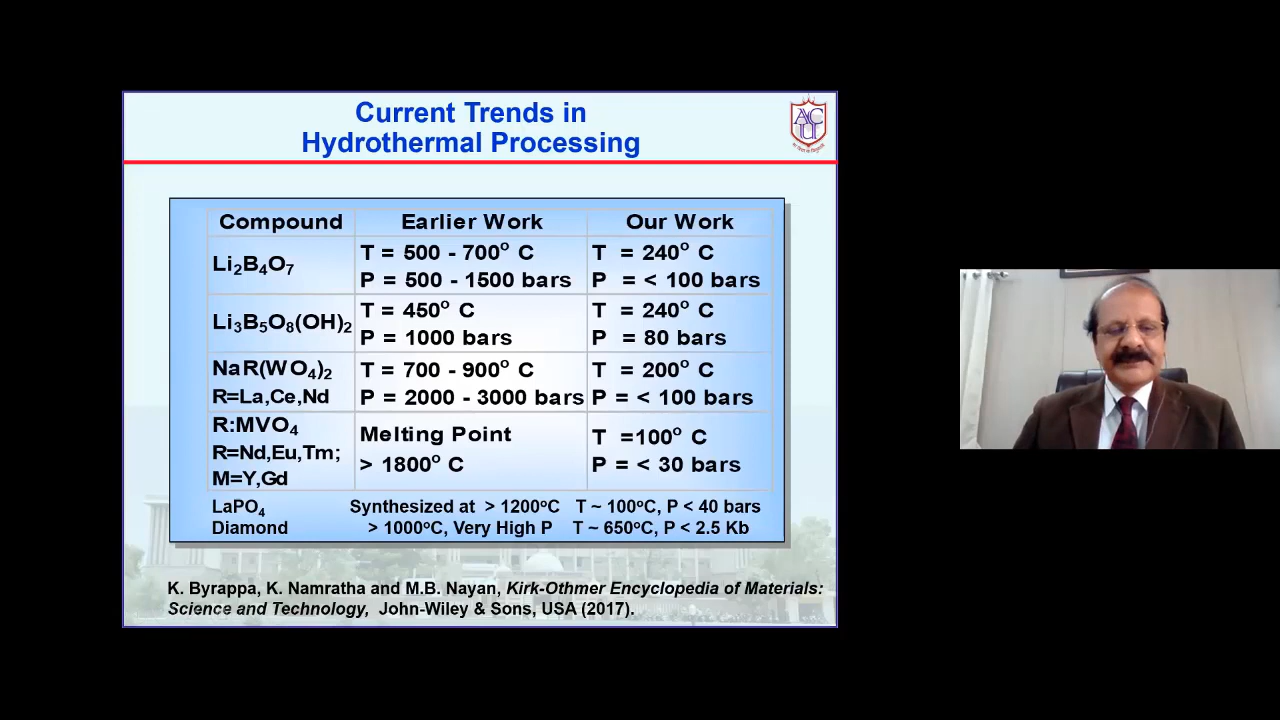 Current Trends in
Hydrothermal Processing
ACU
Compound Earlier Work Our Work
Li₂B₄O₇
T = 500 - 700° C
P = 500 - 1500 bars
T = 240° C
P = < 100 bars
Li₃B₅O₈(OH)₂
T = 450° C
P = 1000 bars
T = 240° C
P = 80 bars
NaR(WO₄)₂
R=La,Ce,Nd
T = 700 - 900° C
P = 2000 - 3000 bars
T = 200° C
P = < 100 bars
R:MVO₄
R=Nd,Eu,Tm;
M=Y,Gd
Melting Point
> 1800° C
T =100° C
P = < 30 bars
LaPO₄ Synthesized at > 1200°C T ~ 100°C, P < 40 bars
Diamond > 1000°C, Very High P T ~ 650°C, P < 2.5 Kb
K. Byrappa, K. Namratha and M.B. Nayan, Kirk-Othmer Encyclopedia of Materials:
Science and Technology, John-Wiley & Sons, USA (2017).